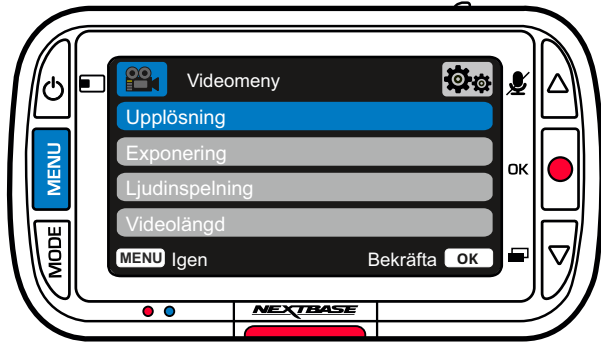 Videomeny
Upplösning
Exponering
Ljudinspelning
Videolängd
MENU Igen Bekräfta OK
MENU
MODE
OK
NEXTBASE